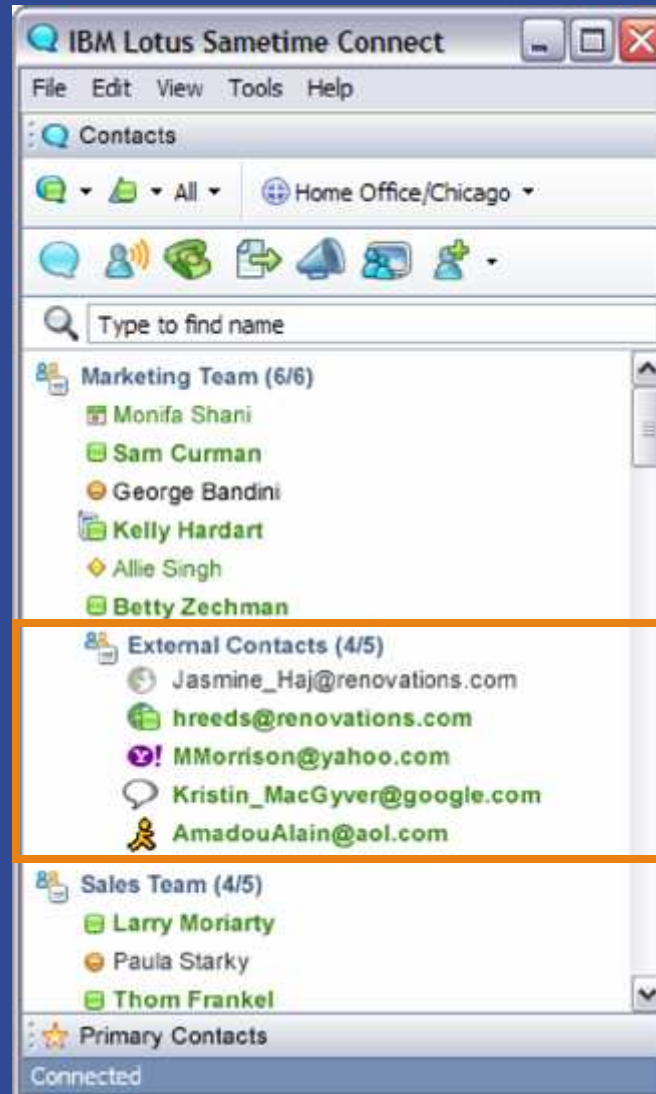 IBM Lotus Sametime Connect
File Edit View Tools Help
Contacts
All Home Office/Chicago
Type to find name
Marketing Team (6/6)
Monifa Shani
Sam Curman
George Bandini
Kelly Hardart
Allie Singh
Betty Zechman
External Contacts (4/5)
Jasmine_Haj@renovations.com
hreeds@renovations.com
Y! MMorrison@yahoo.com
Kristin_MacGyver@google.com
AmadouAlain@aol.com
Sales Team (4/5)
Larry Moriarty
Paula Starky
Thom Frankel
Primary Contacts
Connected